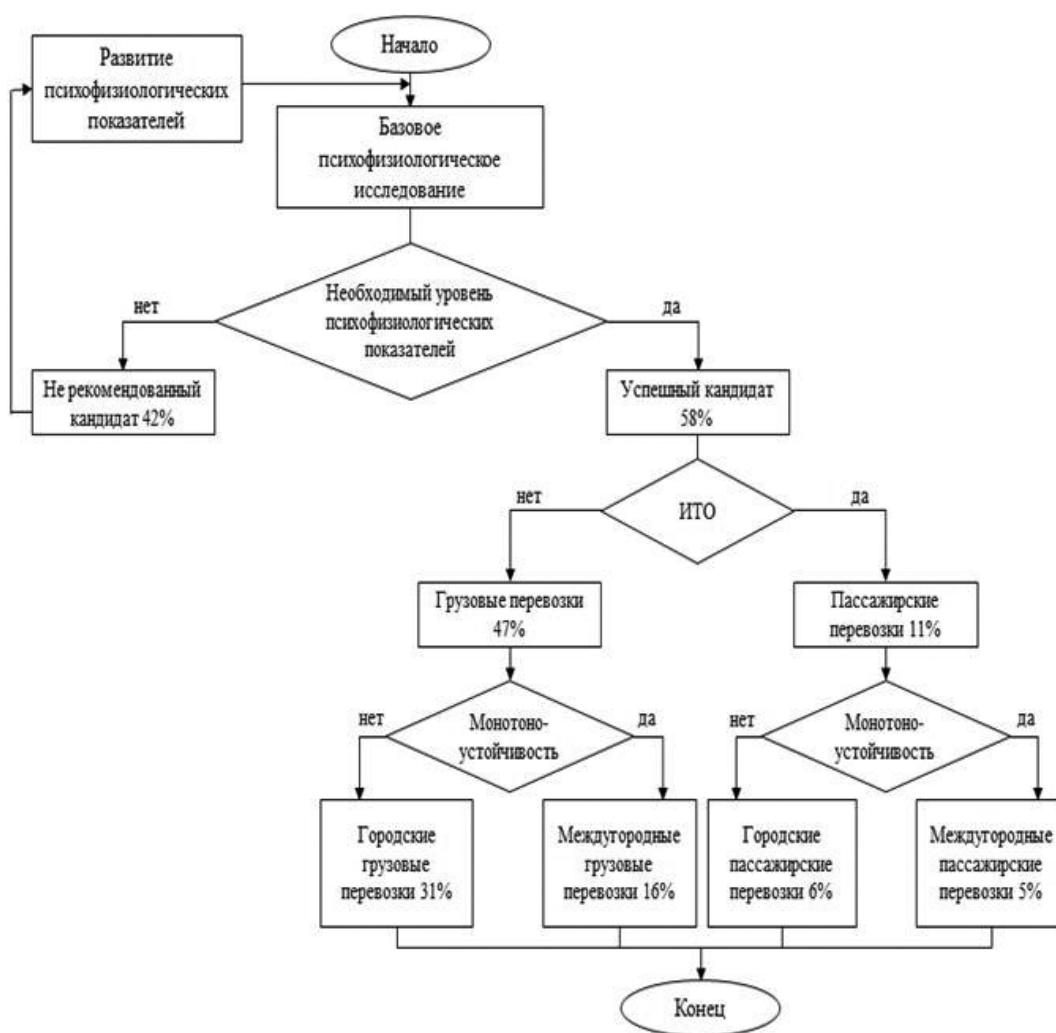 Начало
Развитие
психофизиологических
показателей
Базовое
психофизиологическое
исследование
Необходимый уровень
психофизиологических
показателей
нет
да
Не рекомендованный
кандидат 42%
Успешный кандидат
58%
ИТО
нет
да
Грузовые перевозки
47%
Пассажирские
перевозки 11%
Монотоно-
устойчивость
нет
да
Монотоно-
устойчивость
нет
да
Городские
грузовые
перевозки 31%
Междугородные
грузовые
перевозки 16%
Городские
пассажирские
перевозки 6%
Междугородные
пассажирские
перевозки 5%
Конец